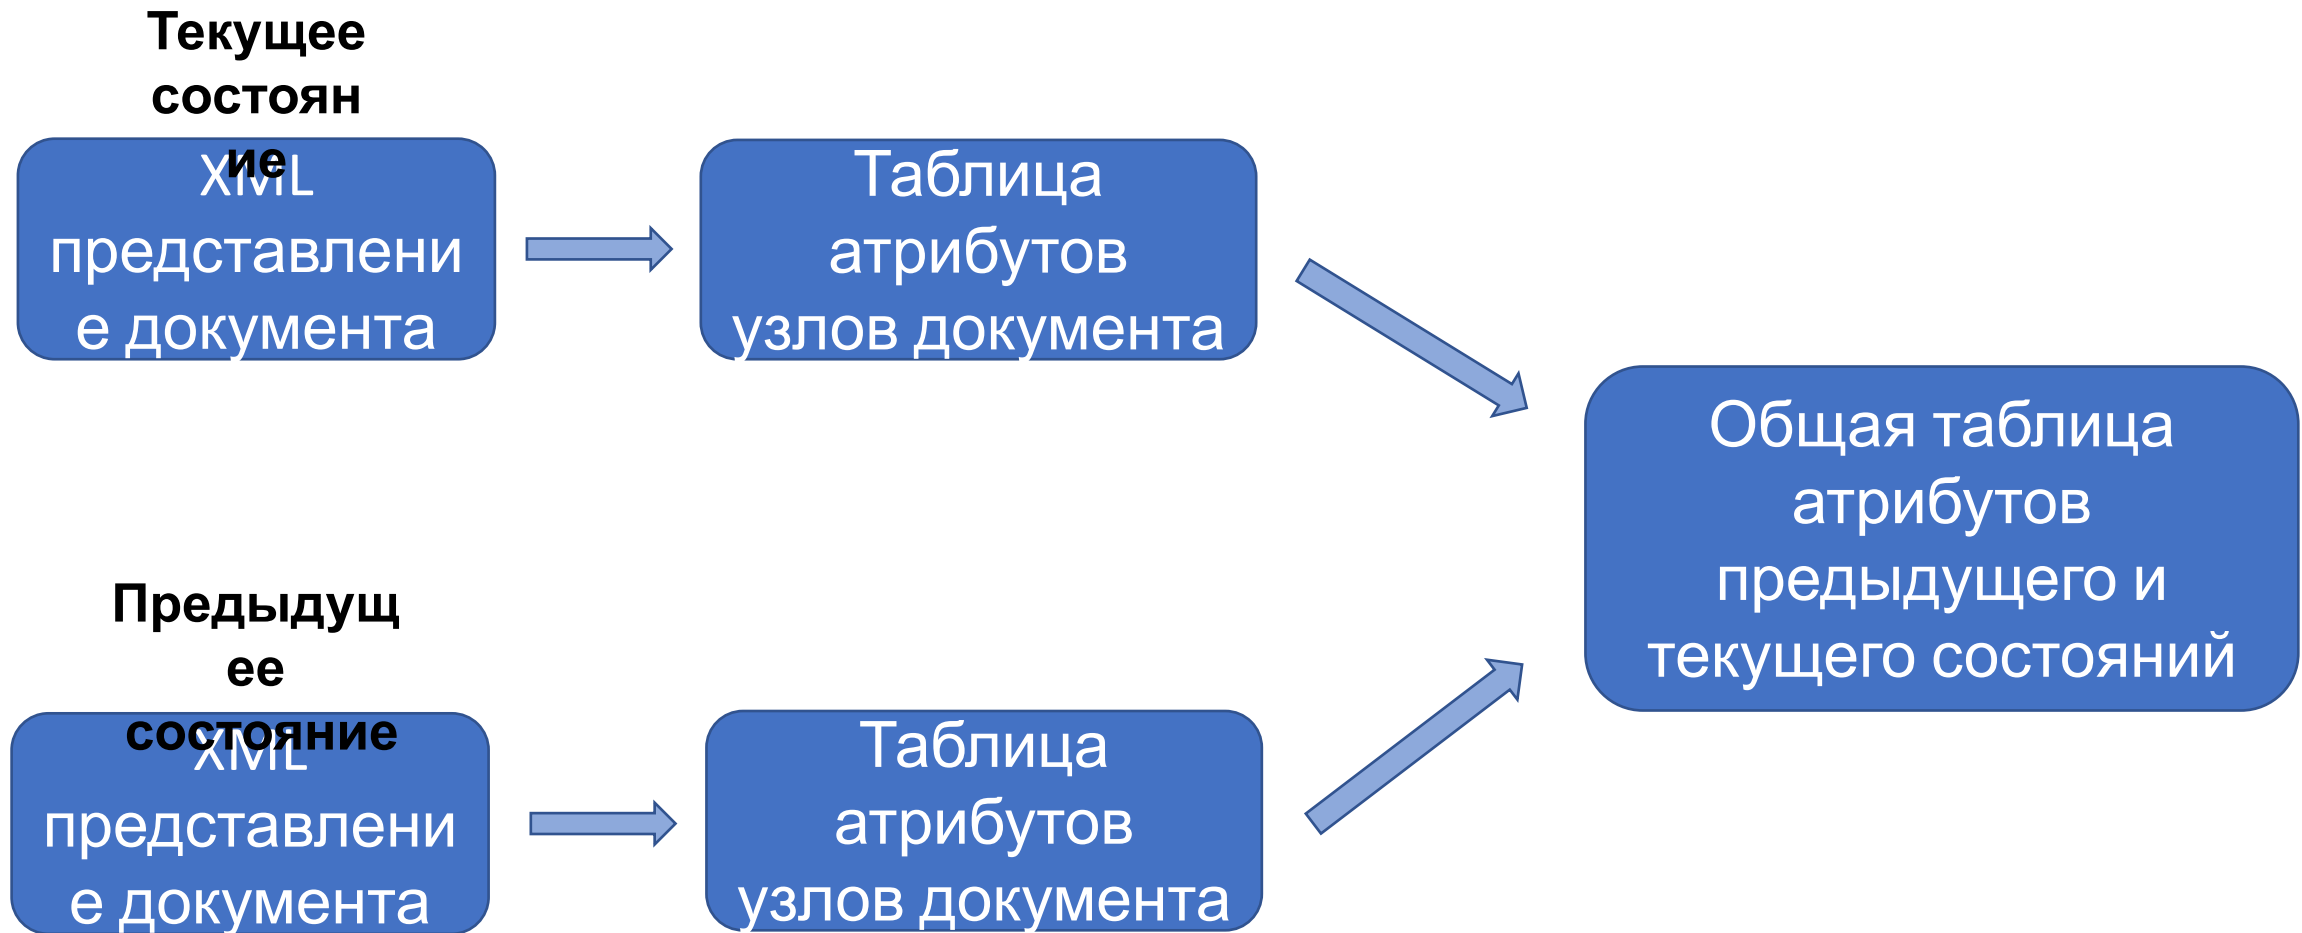 Текущее
состоян
ие
XML
представлени
е документа
Таблица
атрибутов
узлов документа
Общая таблица
атрибутов
предыдущего и
текущего состояний
Предыдущ
ее
состояние
XML
представлени
е документа
Таблица
атрибутов
узлов документа